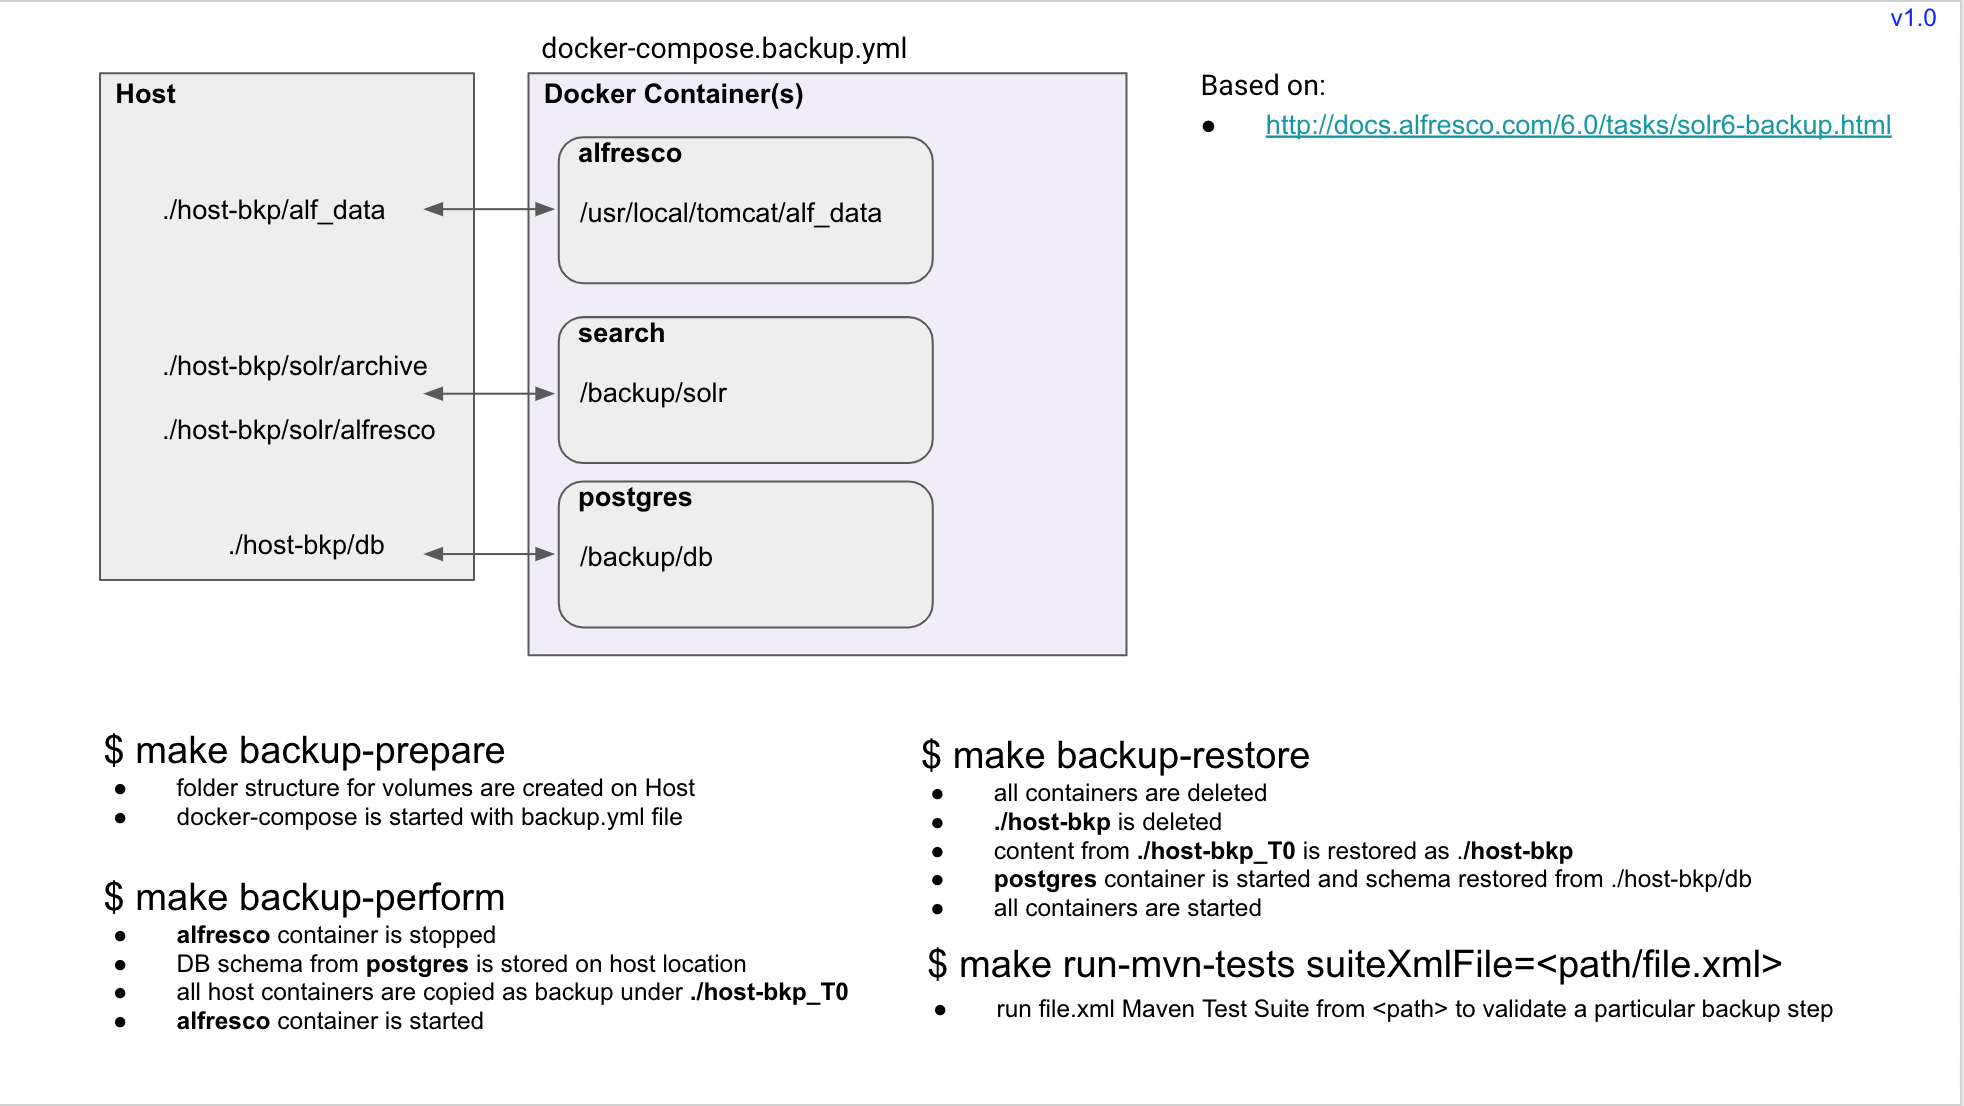 v1.0
docker-compose.backup.yml
Host
./host-bkp/alf_data
./host-bkp/solr/archive
./host-bkp/solr/alfresco
./host-bkp/db
Docker Container(s)
alfresco
/usr/local/tomcat/alf_data
search
/backup/solr
postgres
/backup/db
Based on:
● http://docs.alfresco.com/6.0/tasks/solr6-backup.html
$ make backup-prepare
● folder structure for volumes are created on Host
● docker-compose is started with backup.yml file
$ make backup-perform
● alfresco container is stopped
● DB schema from postgres is stored on host location
● all host containers are copied as backup under ./host-bkp_T0
● alfresco container is started
$ make backup-restore
● all containers are deleted
● ./host-bkp is deleted
● content from ./host-bkp_T0 is restored as ./host-bkp
● postgres container is started and schema restored from ./host-bkp/db
● all containers are started
$ make run-mvn-tests suiteXmlFile=<path/file.xml>
● run file.xml Maven Test Suite from <path> to validate a particular backup step